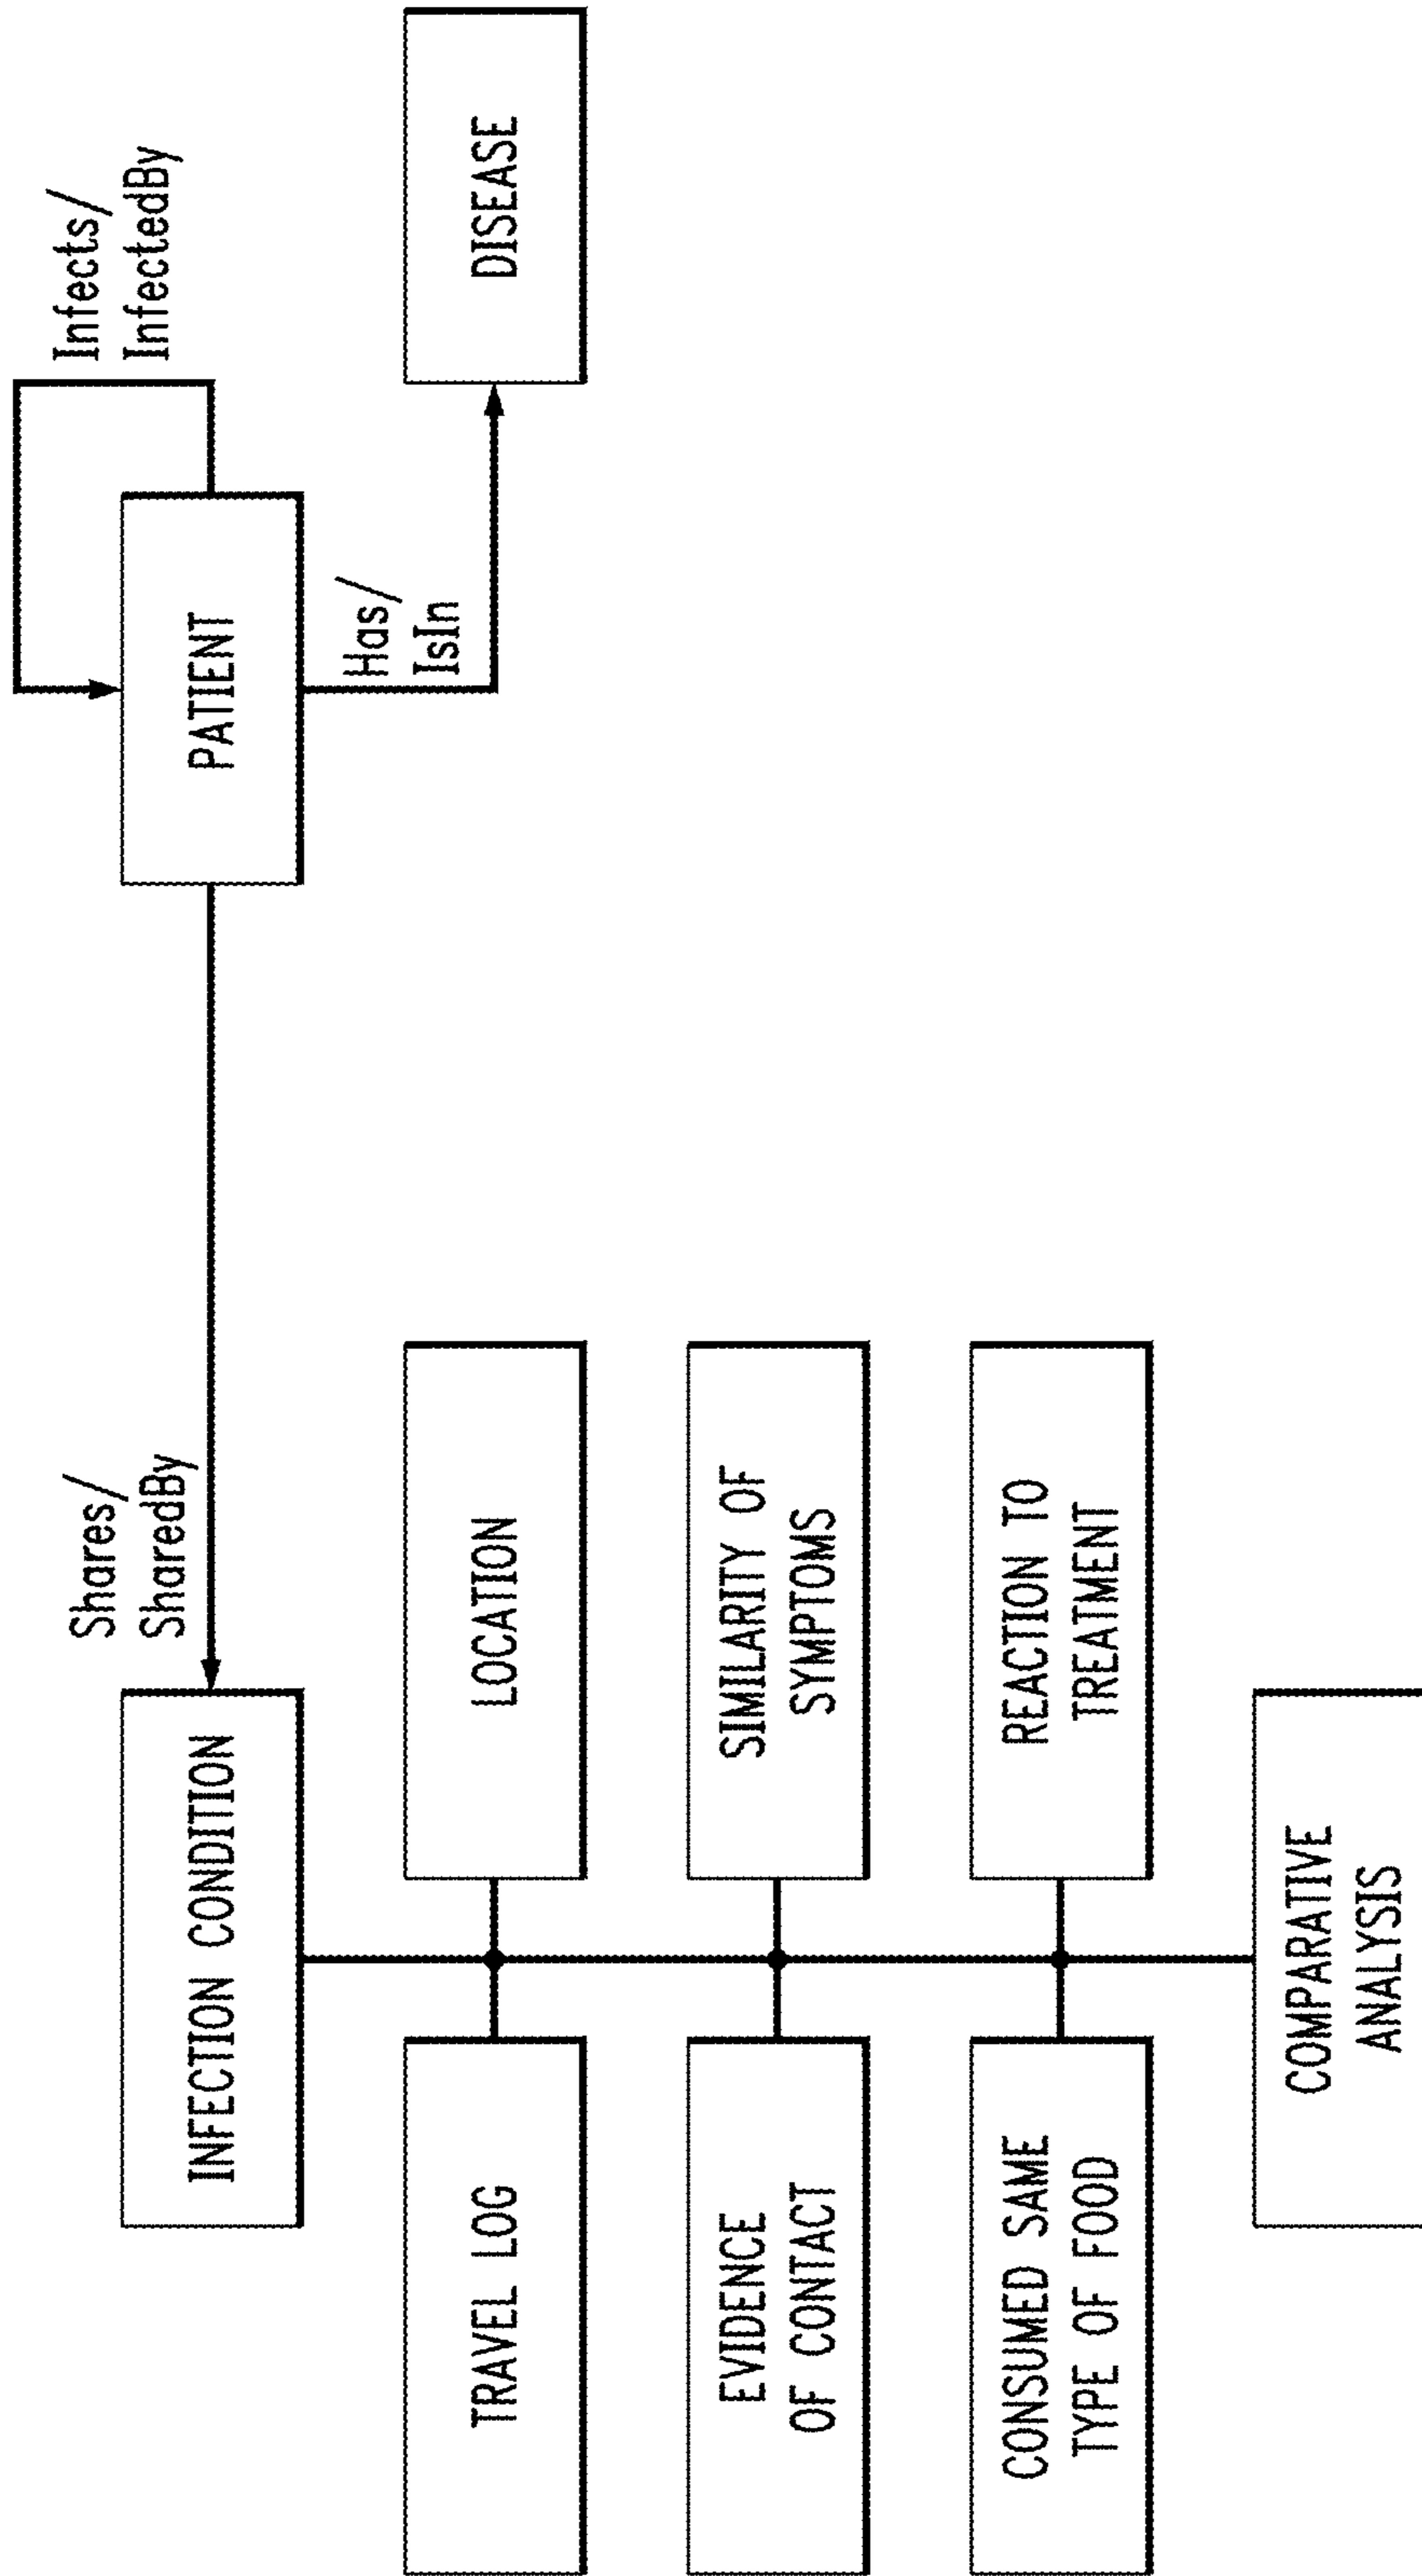 Shares/
SharedBy
Infects/
InfectedBy
INFECTION CONDITION
PATIENT
Has/
IsIn
TRAVEL LOG
LOCATION
DISEASE
EVIDENCE
OF CONTACT
SIMILARITY OF
SYMPTOMS
CONSUMED SAME
TYPE OF FOOD
REACTION TO
TREATMENT
COMPARATIVE
ANALYSIS